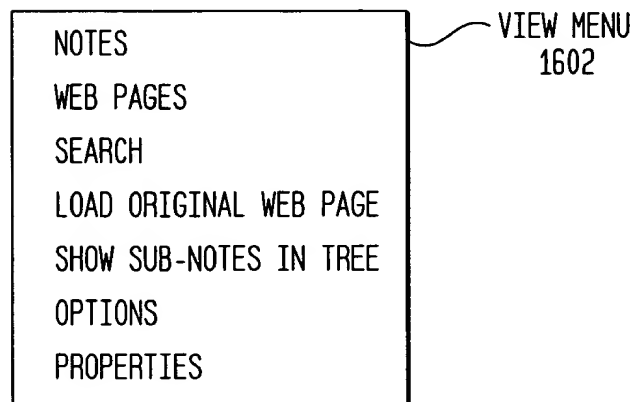 NOTES
WEB PAGES
SEARCH
LOAD ORIGINAL WEB PAGE
SHOW SUB-NOTES IN TREE
OPTIONS
PROPERTIES
VIEW MENU
1602